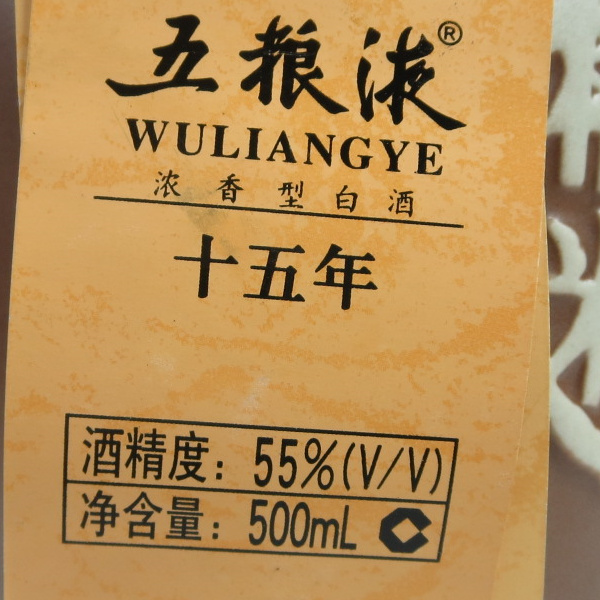 五粮液®
WULIANGYE
浓香型白酒
十五年
酒精度：55%(V/V)
净含量：500mL